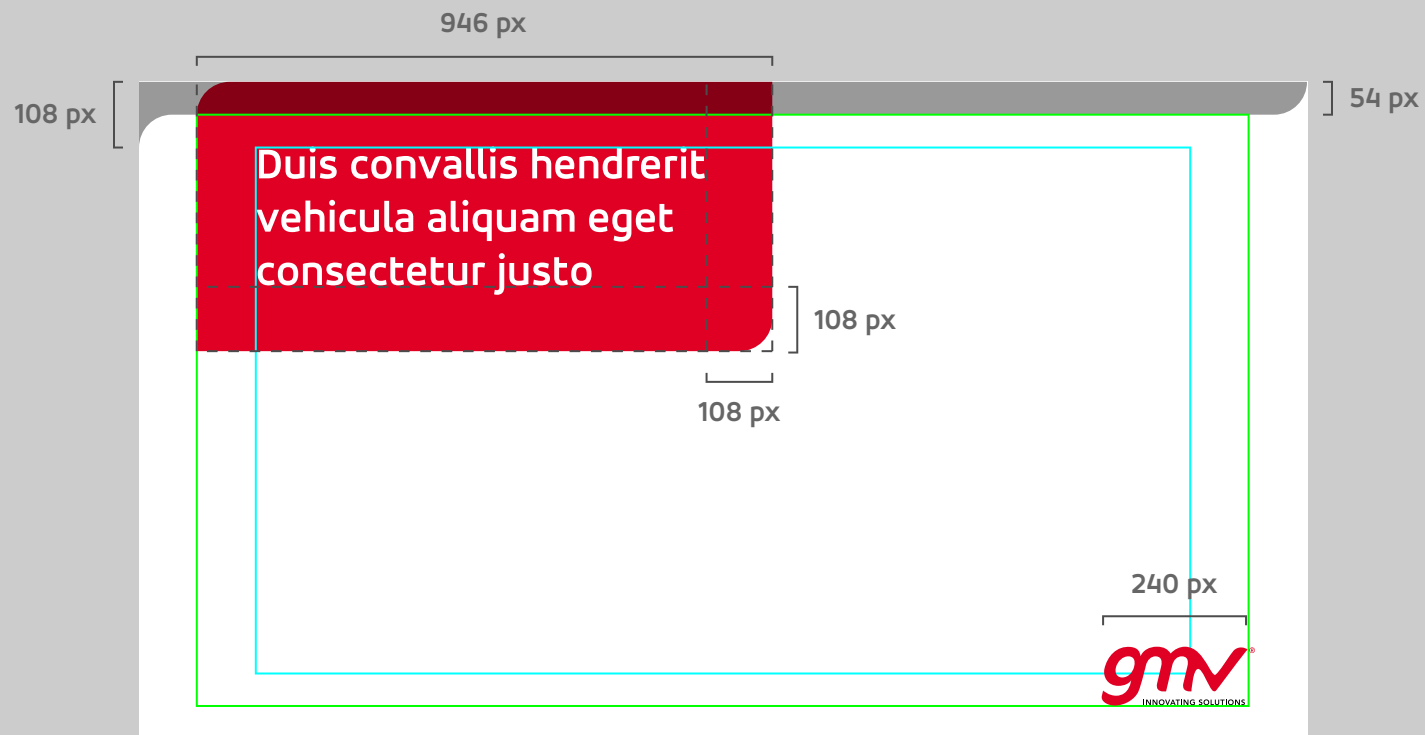 946 px
108 px
54 px
Duis convallis hendrerit
vehicula aliquam eget
consectetur justo
108 px
108 px
240 px
gmv®
INNOVATING SOLUTIONS